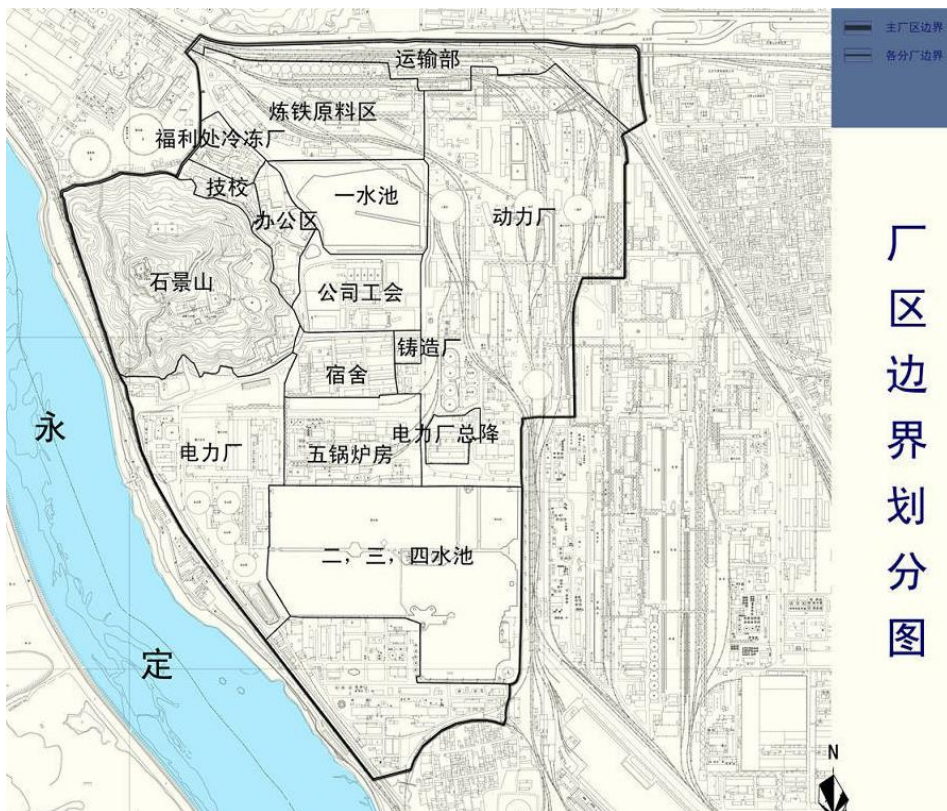 主厂区边界
各分厂边界
运输部
炼铁原料区
福利处冷冻厂
技校
一水池
办公区
动力厂
石景山
公司工会
铸造厂
宿舍
永
电力厂总降
电力厂
五锅炉房
二,三,四水池
定
厂区边界划分图
N